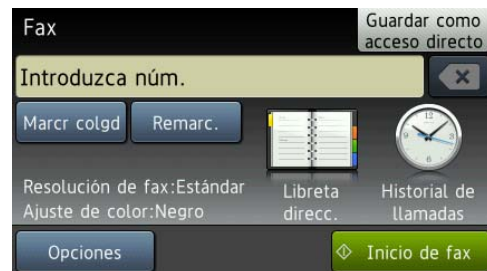 Fax
Guardar como
acceso directo
Introduzca núm.
Marcr colgd
Remarc.
Resolución de fax:Estándar
Ajuste de color:Negro
Libreta
direcc.
Historial de
llamadas
Opciones
Inicio de fax